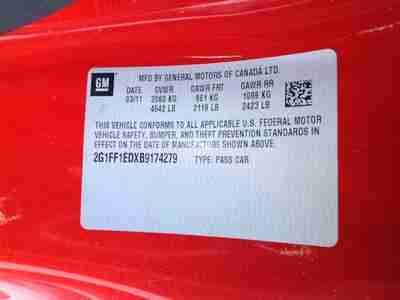 GM
MFD BY GENERAL MOTORS OF CANADA LTD.
DATE GVWR GAWR FRT GAWR RR
03/11 2060 KG 961 KG 1099 KG
4542 LB 2119 LB 2423 LB
THIS VEHICLE CONFORMS TO ALL APPLICABLE U.S. FEDERAL MOTOR
VEHICLE SAFETY, BUMPER, AND THEFT PREVENTION STANDARDS IN
EFFECT ON THE DATE OF MANUFACTURE SHOWN ABOVE.
2G1FF1EDXB9174279 TYPE: PASS CAR